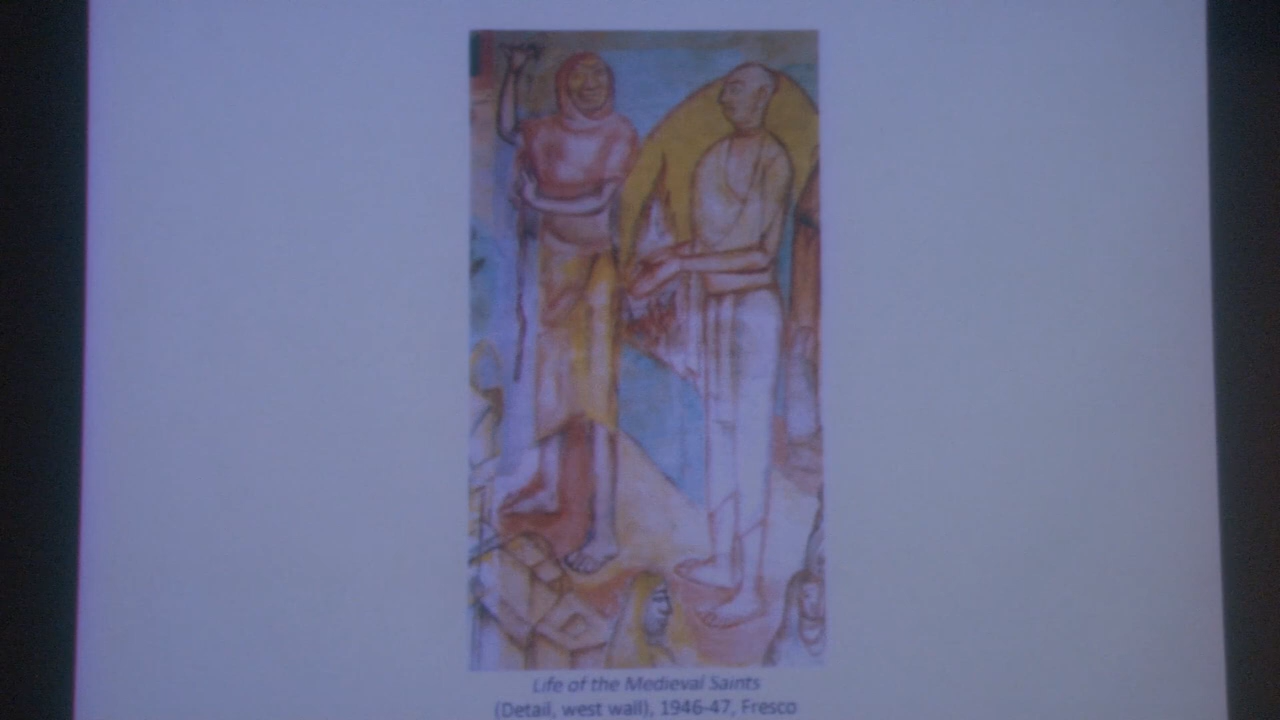 Life of the Medieval Saints
(Detail, west wall), 1946-47, Fresco